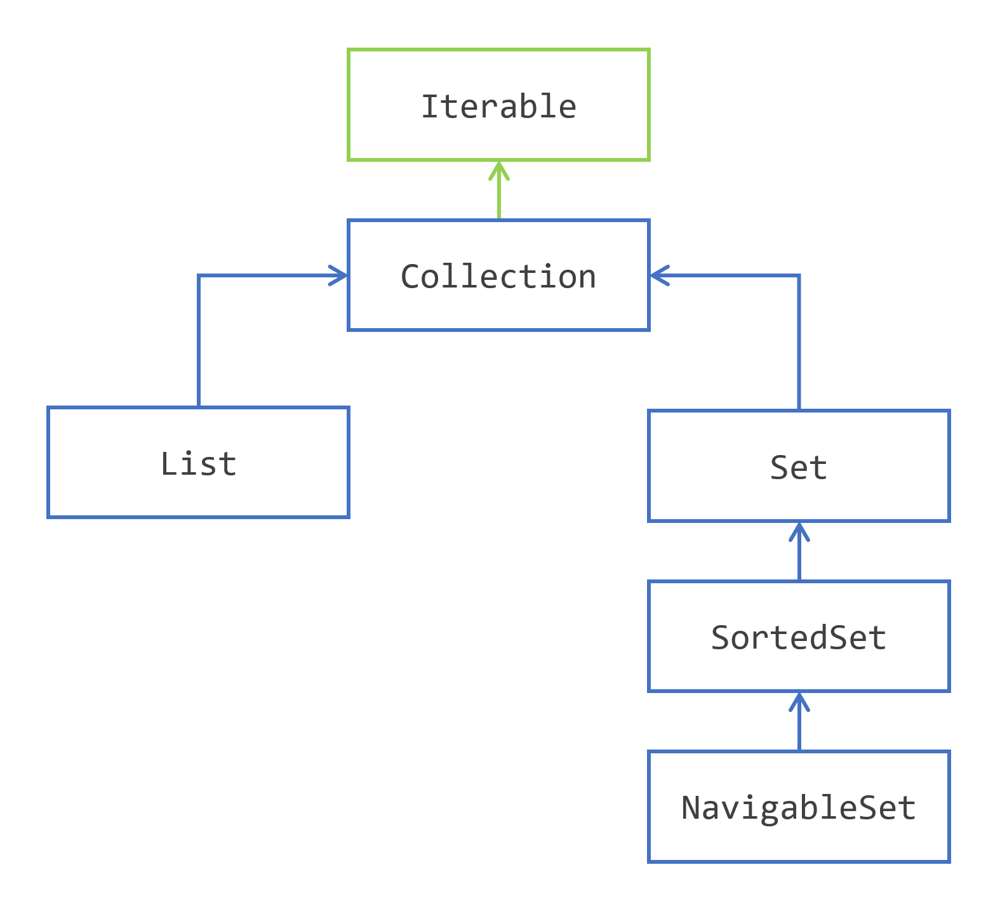 Iterable
Collection
List
Set
SortedSet
NavigableSet